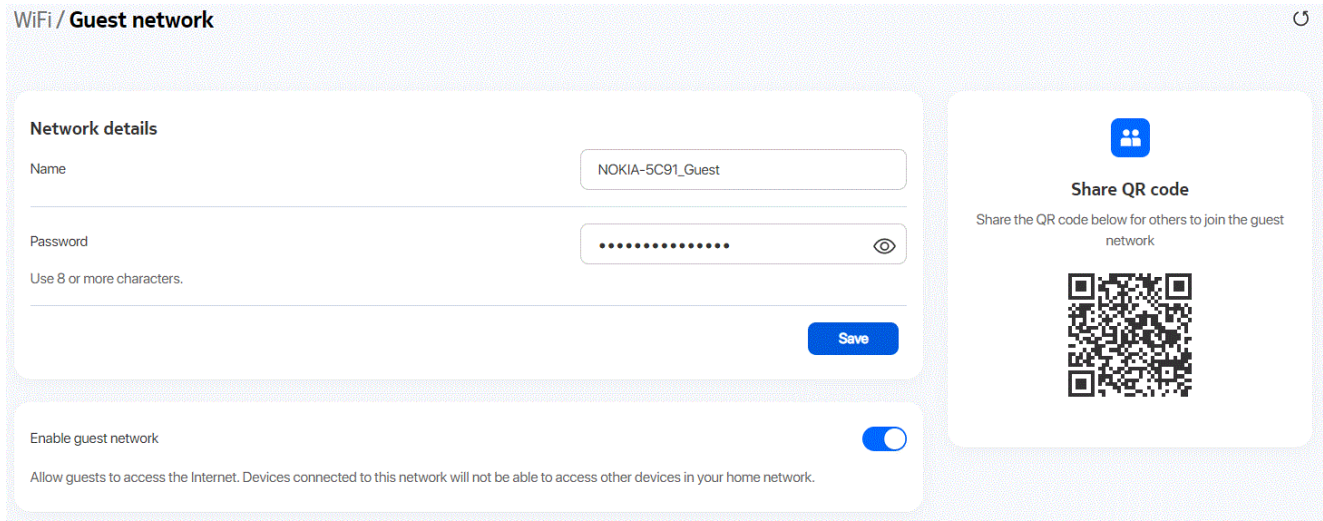 WiFi / Guest network
Network details
Name
NOKIA-5C91_Guest
Password
•••••••••••••••
Use 8 or more characters.
Save
Enable guest network
Allow guests to access the Internet. Devices connected to this network will not be able to access other devices in your home network.
Share QR code
Share the QR code below for others to join the guest
network